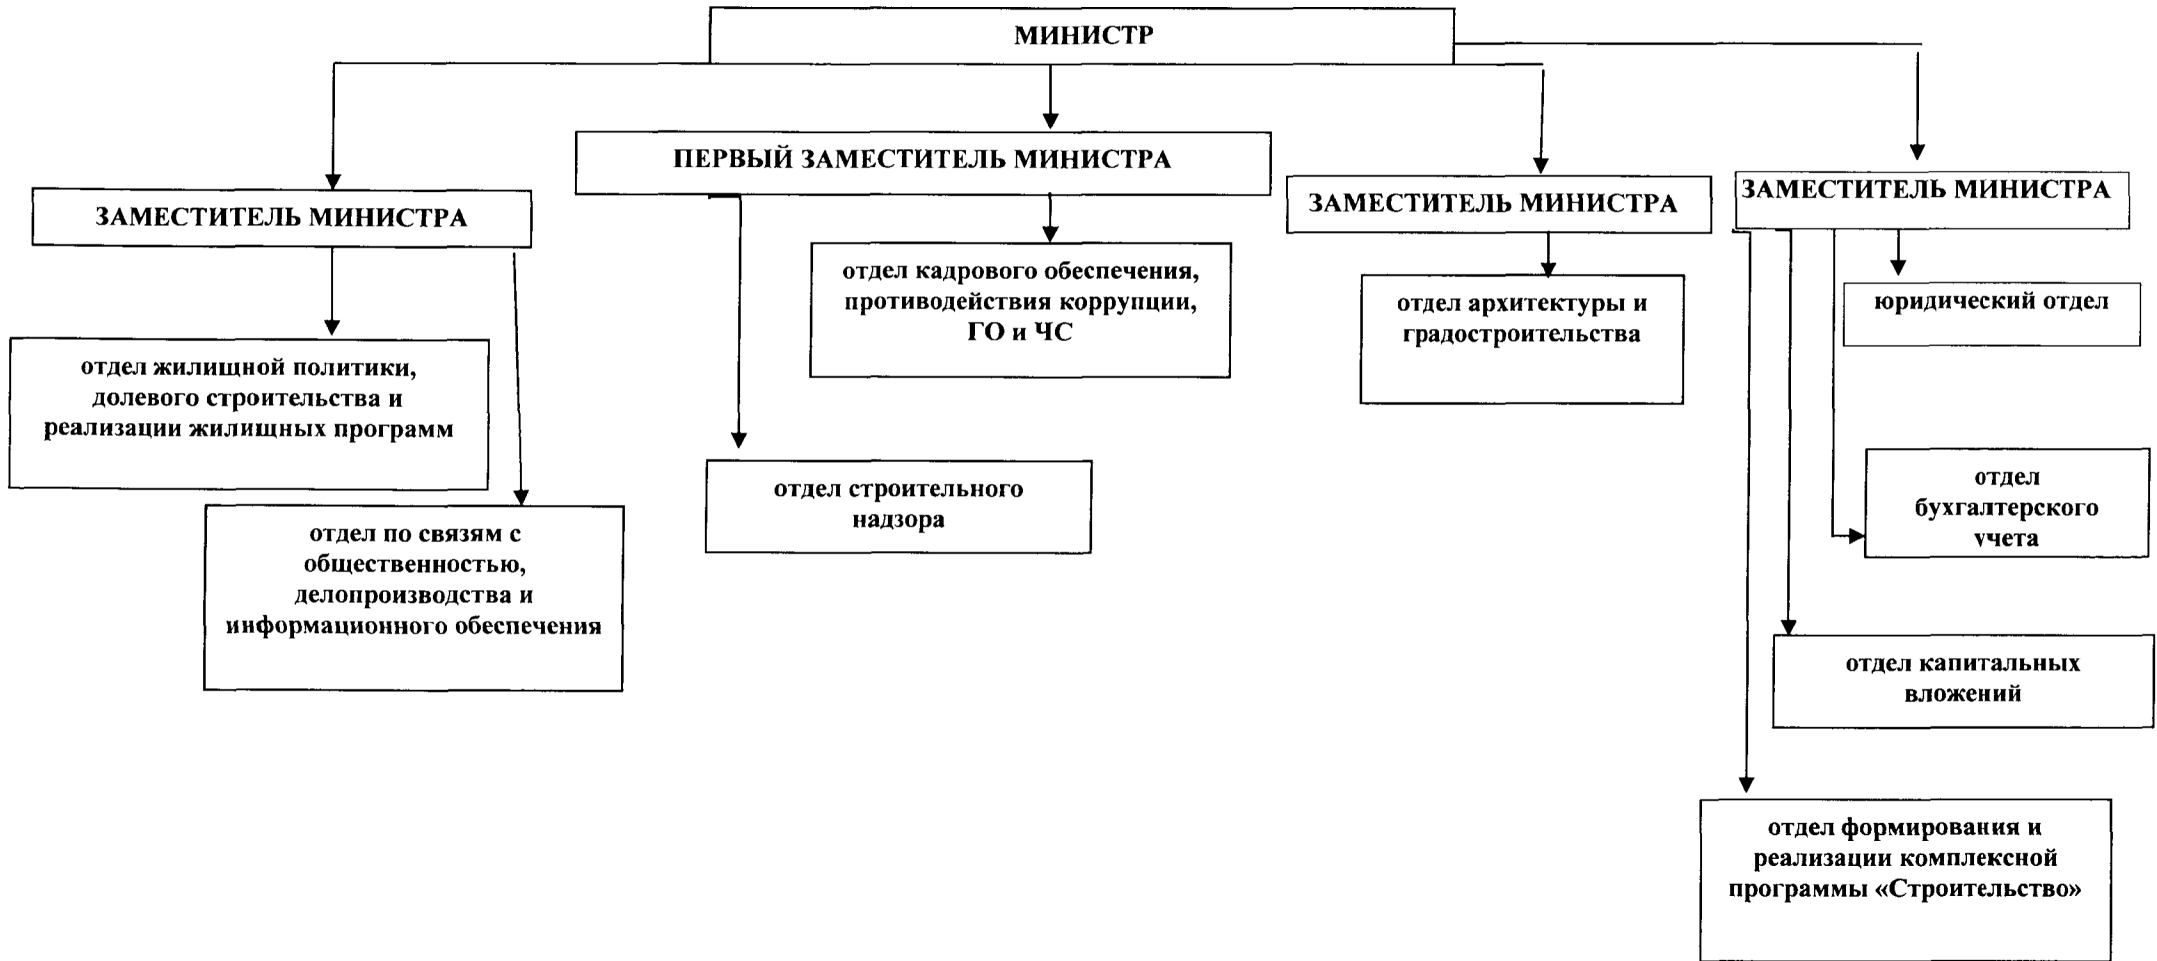 МИНИСТР
ПЕРВЫЙ ЗАМЕСТИТЕЛЬ МИНИСТРА
ЗАМЕСТИТЕЛЬ МИНИСТРА
ЗАМЕСТИТЕЛЬ МИНИСТРА
ЗАМЕСТИТЕЛЬ МИНИСТРА
отдел кадрового обеспечения,
противодействия коррупции,
ГО и ЧС
отдел архитектуры и
градостроительства
юридический отдел
отдел жилищной политики,
долевого строительства и
реализации жилищных программ
отдел строительного
надзора
отдел
бухгалтерского
учета
отдел по связям с
общественностью,
делопроизводства и
информационного обеспечения
отдел капитальных
вложений
отдел формирования и
реализации комплексной
программы «Строительство»